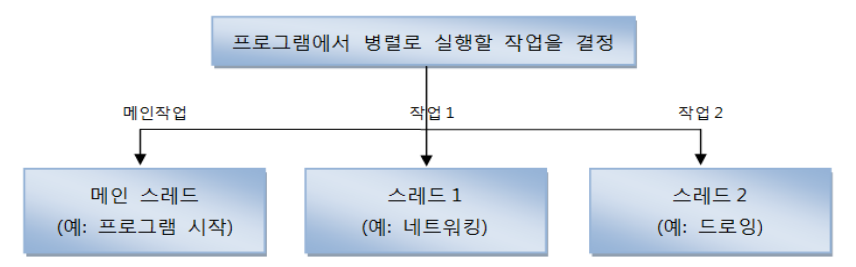 프로그램에서 병렬로 실행할 작업을 결정
메인작업
작업1
작업2
메인 스레드
(예: 프로그램 시작)
스레드1
(예: 네트워킹)
스레드2
(예: 드로잉)